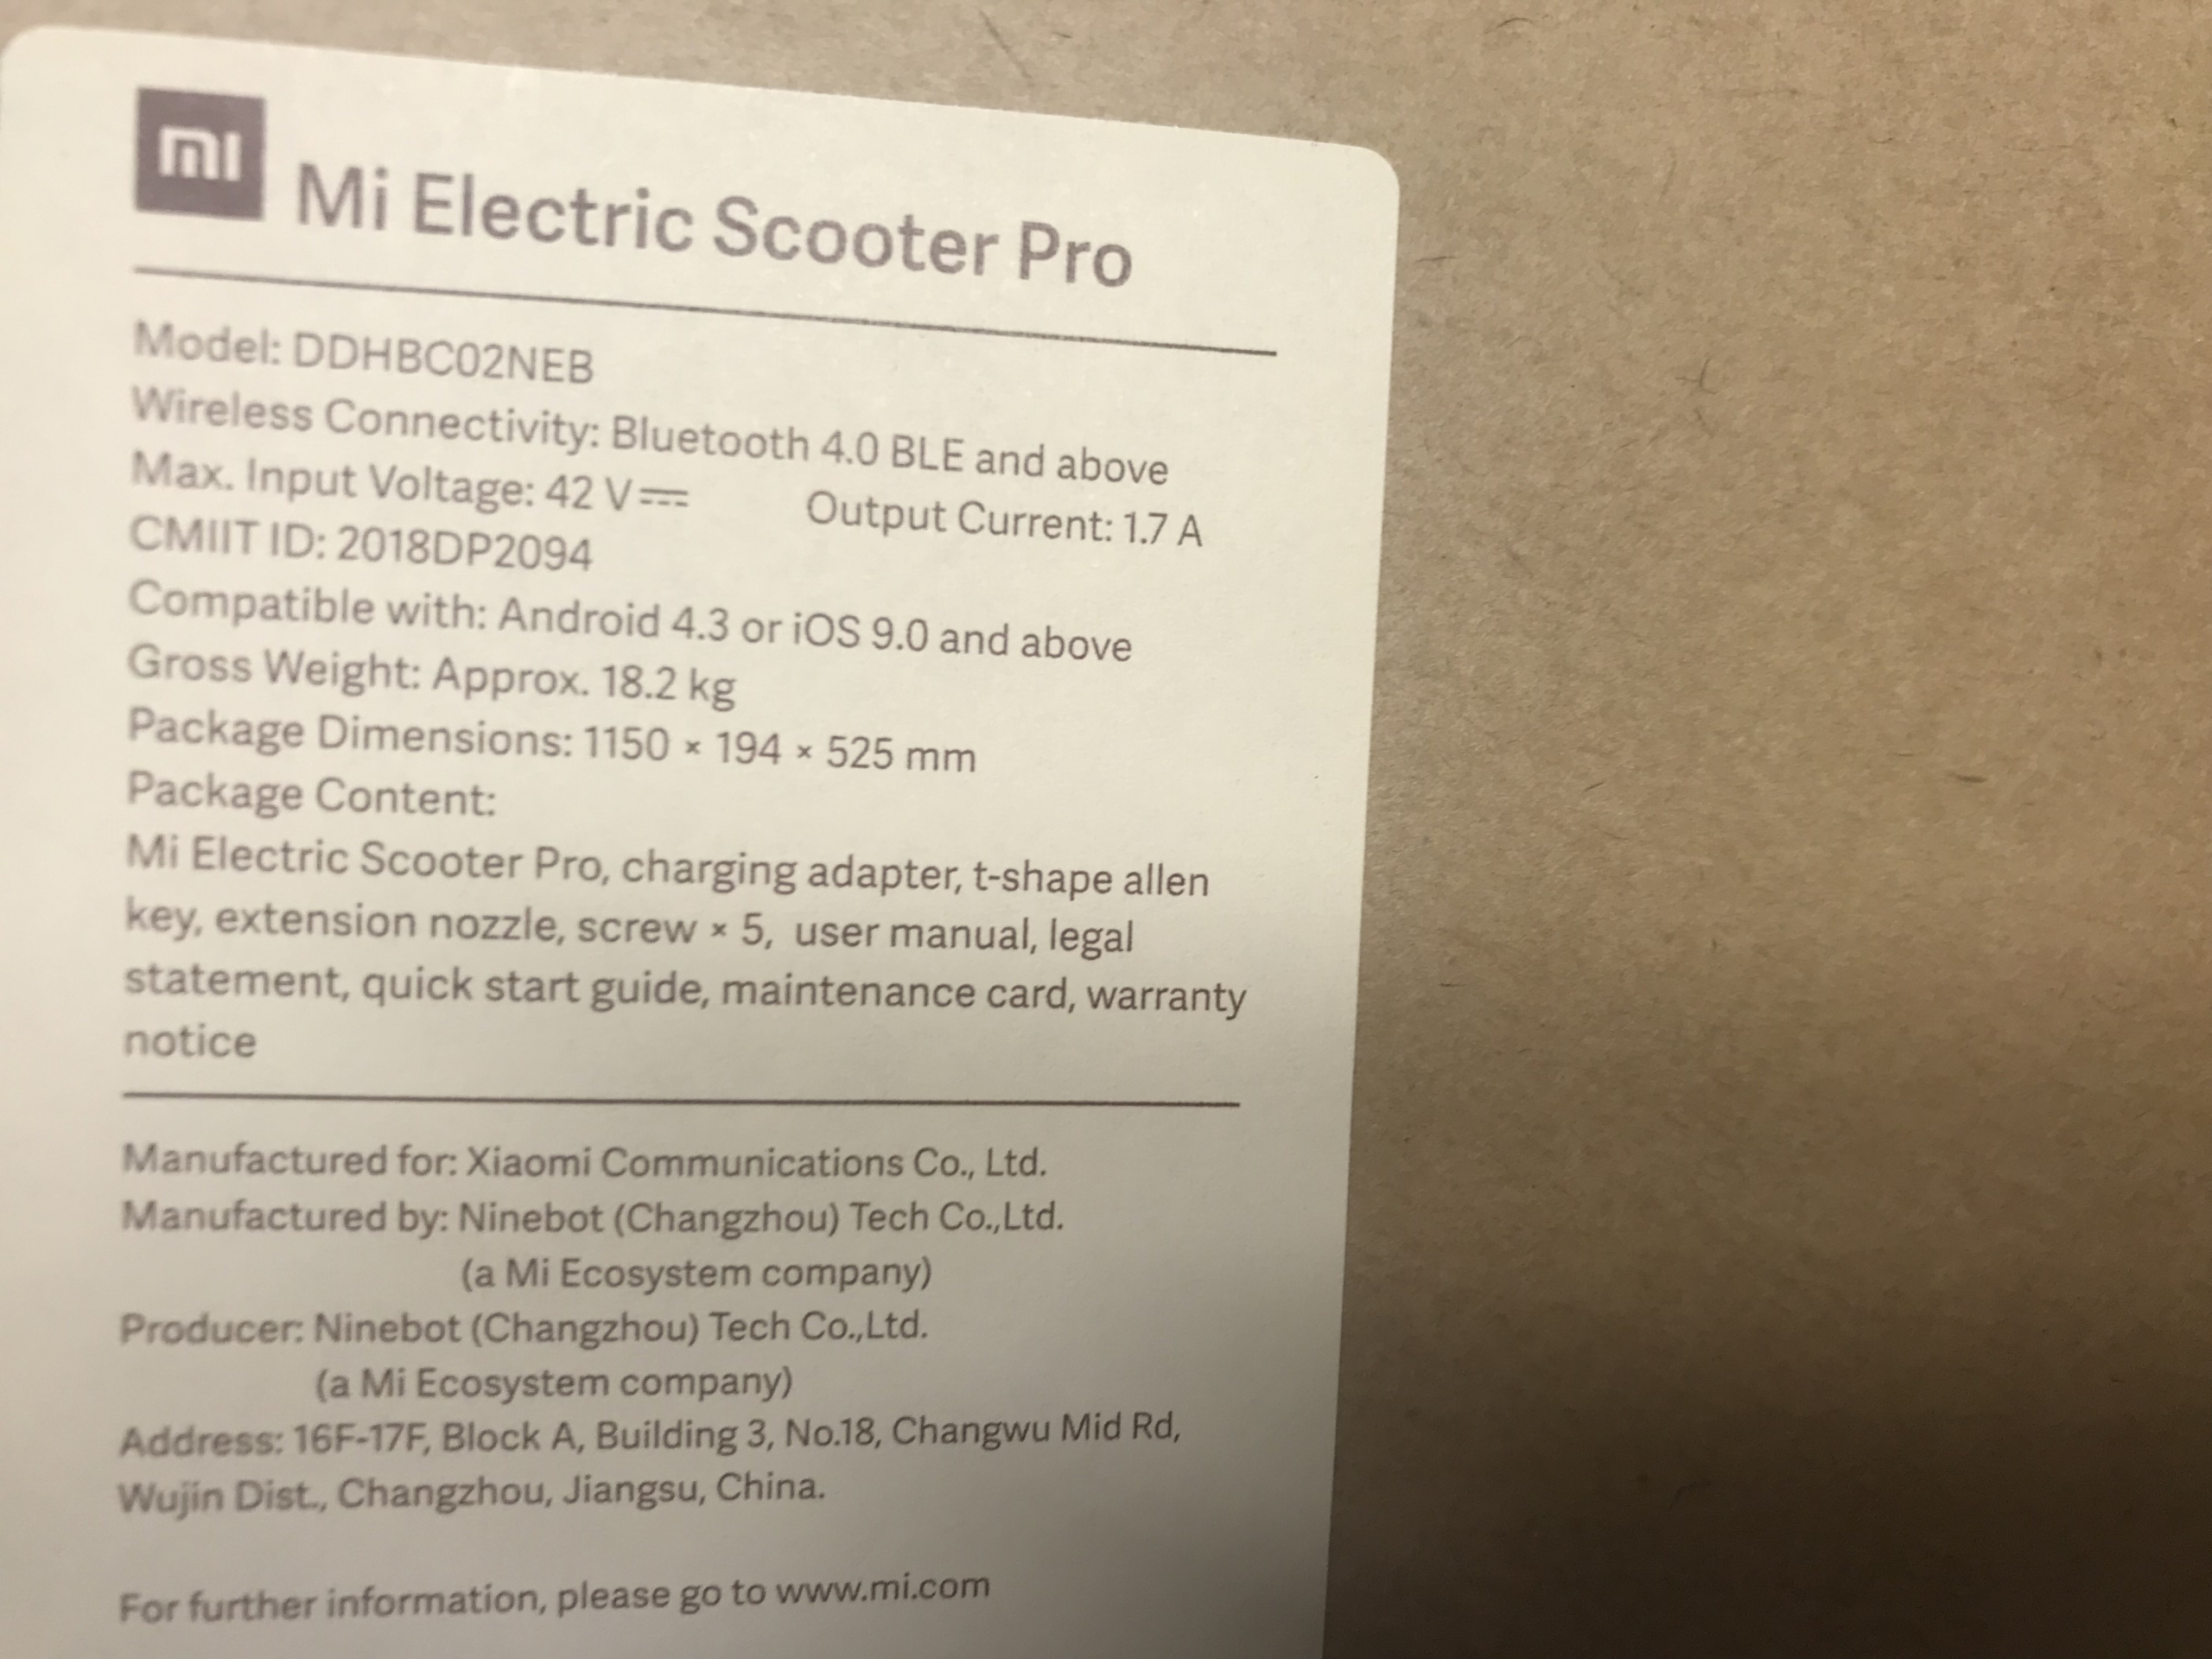 mi
Mi Electric Scooter Pro
Model: DDHBC02NEB
Wireless Connectivity: Bluetooth 4.0 BLE and above
Max. Input Voltage: 42 V⎓ Output Current: 1.7 A
CMIIT ID: 2018DP2094
Compatible with: Android 4.3 or iOS 9.0 and above
Gross Weight: Approx. 18.2 kg
Package Dimensions: 1150 × 194 × 525 mm
Package Content:
Mi Electric Scooter Pro, charging adapter, t-shape allen
key, extension nozzle, screw × 5, user manual, legal
statement, quick start guide, maintenance card, warranty
notice
Manufactured for: Xiaomi Communications Co., Ltd.
Manufactured by: Ninebot (Changzhou) Tech Co.,Ltd.
(a Mi Ecosystem company)
Producer: Ninebot (Changzhou) Tech Co.,Ltd.
(a Mi Ecosystem company)
Address: 16F-17F, Block A, Building 3, No.18, Changwu Mid Rd,
Wujin Dist., Changzhou, Jiangsu, China.
For further information, please go to www.mi.com